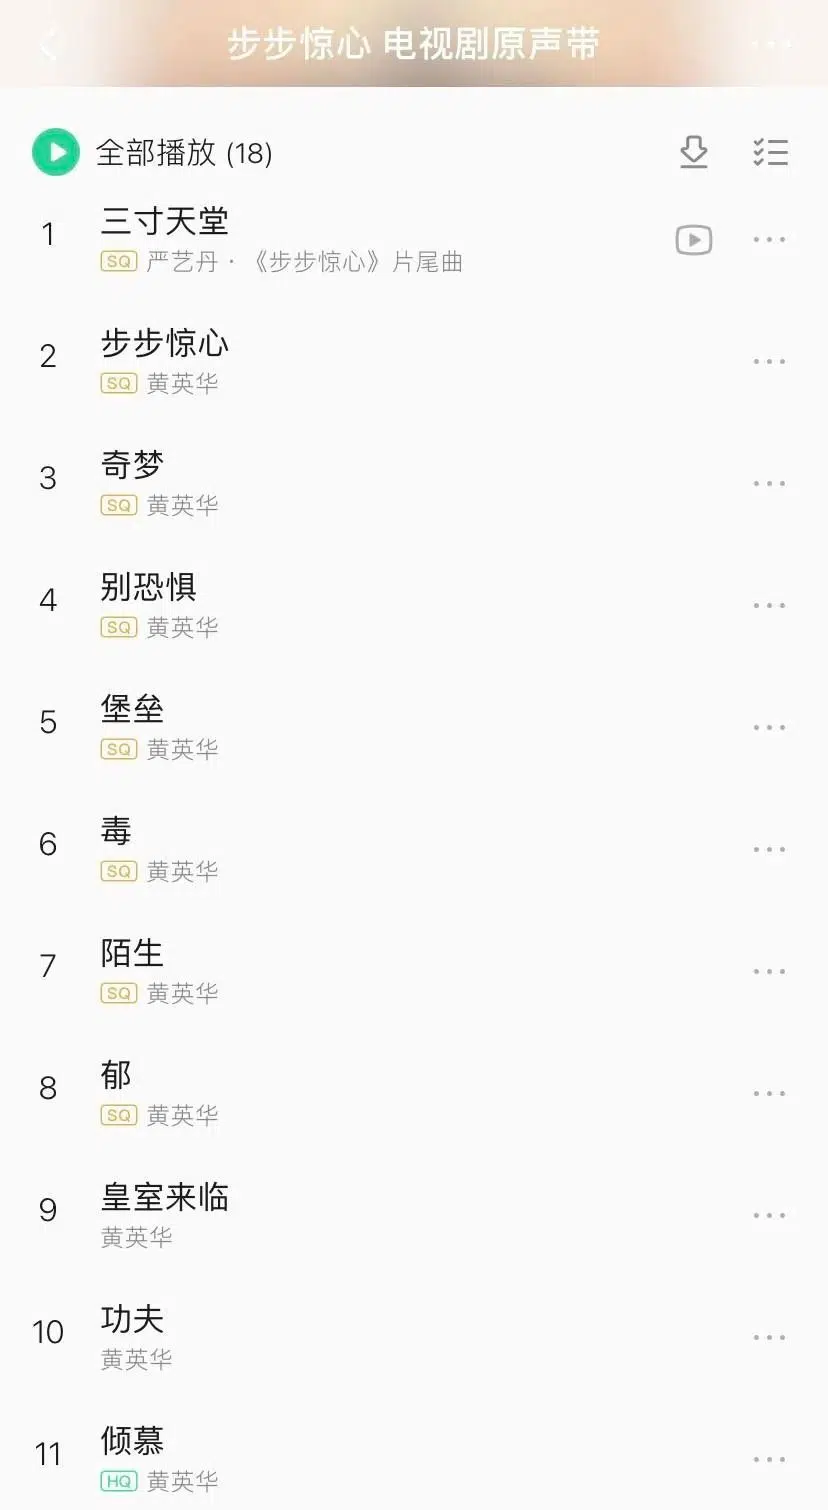 步步惊心 电视剧原声带
全部播放 (18)
1
三寸天堂
SQ 严艺丹 · 《步步惊心》片尾曲
2
步步惊心
SQ 黄英华
3
奇梦
SQ 黄英华
4
别恐惧
SQ 黄英华
5
堡垒
SQ 黄英华
6
毒
SQ 黄英华
7
陌生
SQ 黄英华
8
郁
SQ 黄英华
9
皇室来临
黄英华
10
功夫
黄英华
11
倾慕
HQ 黄英华